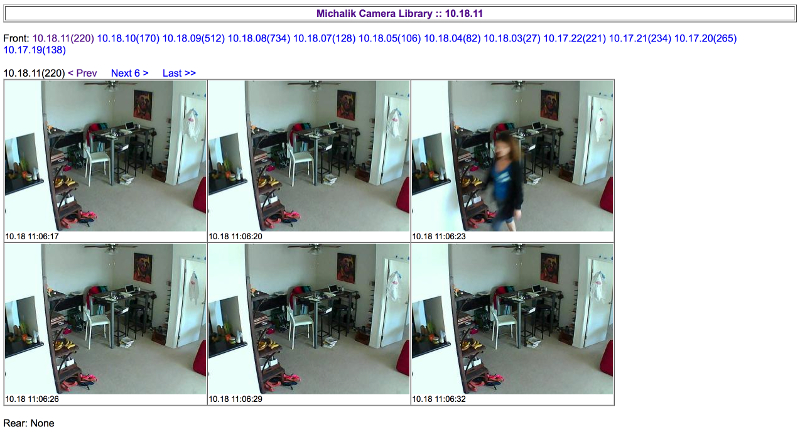 Michalik Camera Library :: 10.18.11
Front: 10.18.11(220) 10.18.10(170) 10.18.09(512) 10.18.08(734) 10.18.07(128) 10.18.05(106) 10.18.04(82) 10.18.03(27) 10.17.22(221) 10.17.21(234) 10.17.20(265)
10.17.19(138)
10.18.11(220) < Prev Next 6 > Last >>
10.18 11:06:17 10.18 11:06:20 10.18 11:06:23
10.18 11:06:26 10.18 11:06:29 10.18 11:06:32
Rear: None